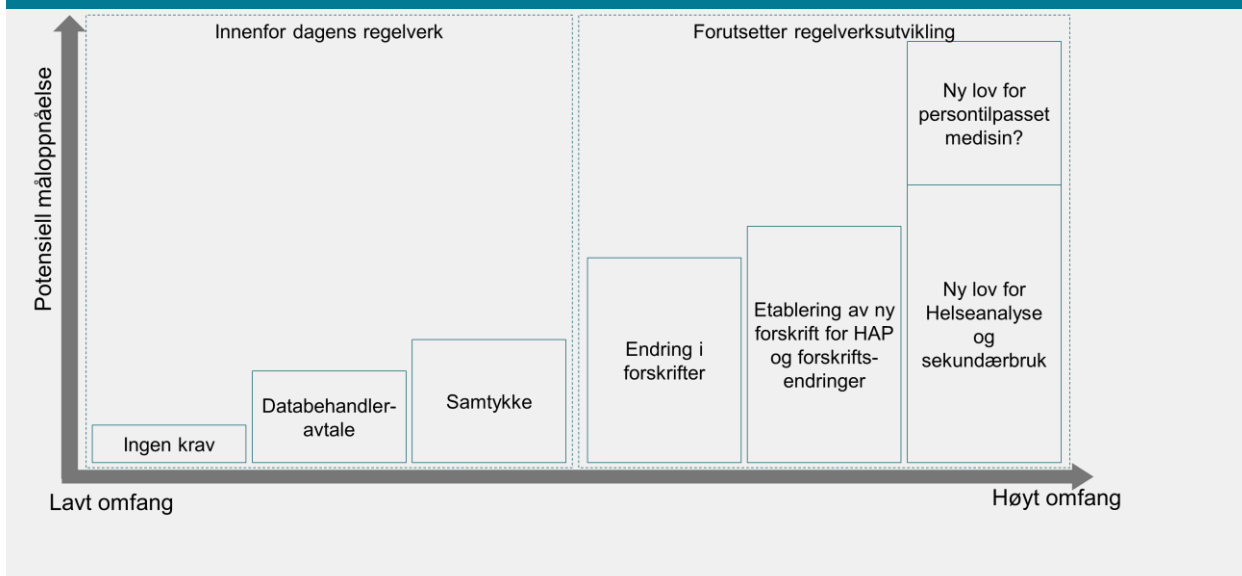 Innenfor dagens regelverk
Forutsetter regelverksutvikling
Potensiell måloppnåelse
Ingen krav
Databehandler-
avtale
Samtykke
Endring i
forskrifter
Etablering av ny
forskrift for HAP
og forskrifts-
endringer
Ny lov for
persontilpasset
medisin?
Ny lov for
Helseanalyse
og
sekundærbruk
Lavt omfang
Høyt omfang